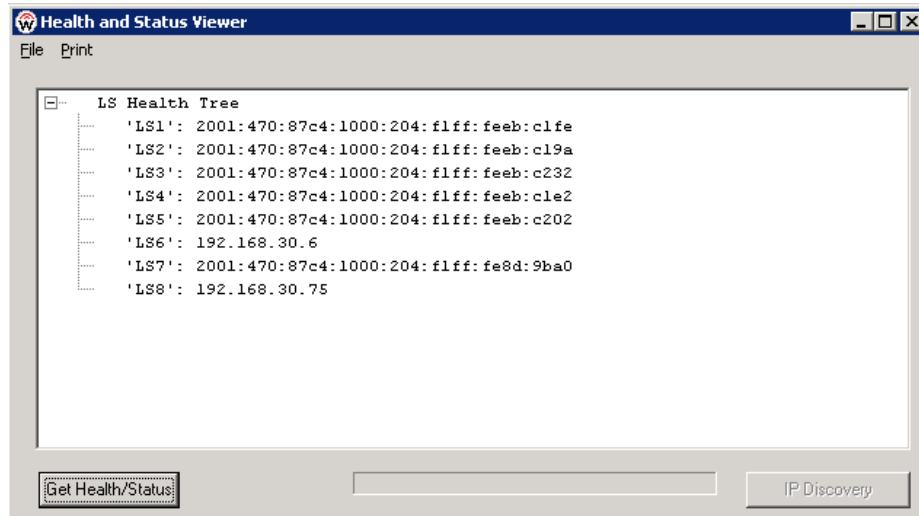 Health and Status Viewer
File Print
LS Health Tree
'LS1': 2001:470:87c4:1000:204:f1ff:feeb:c1fe
'LS2': 2001:470:87c4:1000:204:f1ff:feeb:c19a
'LS3': 2001:470:87c4:1000:204:f1ff:feeb:c232
'LS4': 2001:470:87c4:1000:204:f1ff:feeb:c1e2
'LS5': 2001:470:87c4:1000:204:f1ff:feeb:c202
'LS6': 192.168.30.6
'LS7': 2001:470:87c4:1000:204:f1ff:fe8d:9ba0
'LS8': 192.168.30.75
Get Health/Status IP Discovery